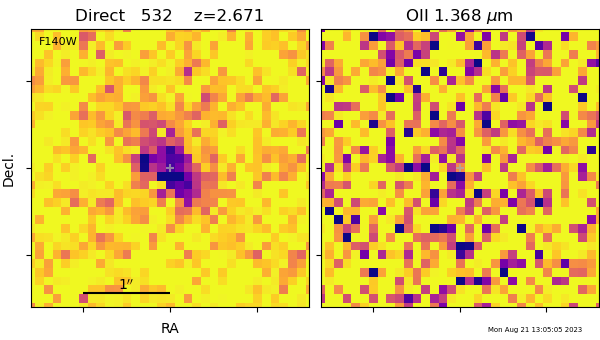 Direct 532 z=2.671
OII 1.368 μm
F140W
Decl.
1″
RA
Mon Aug 21 13:05:05 2023